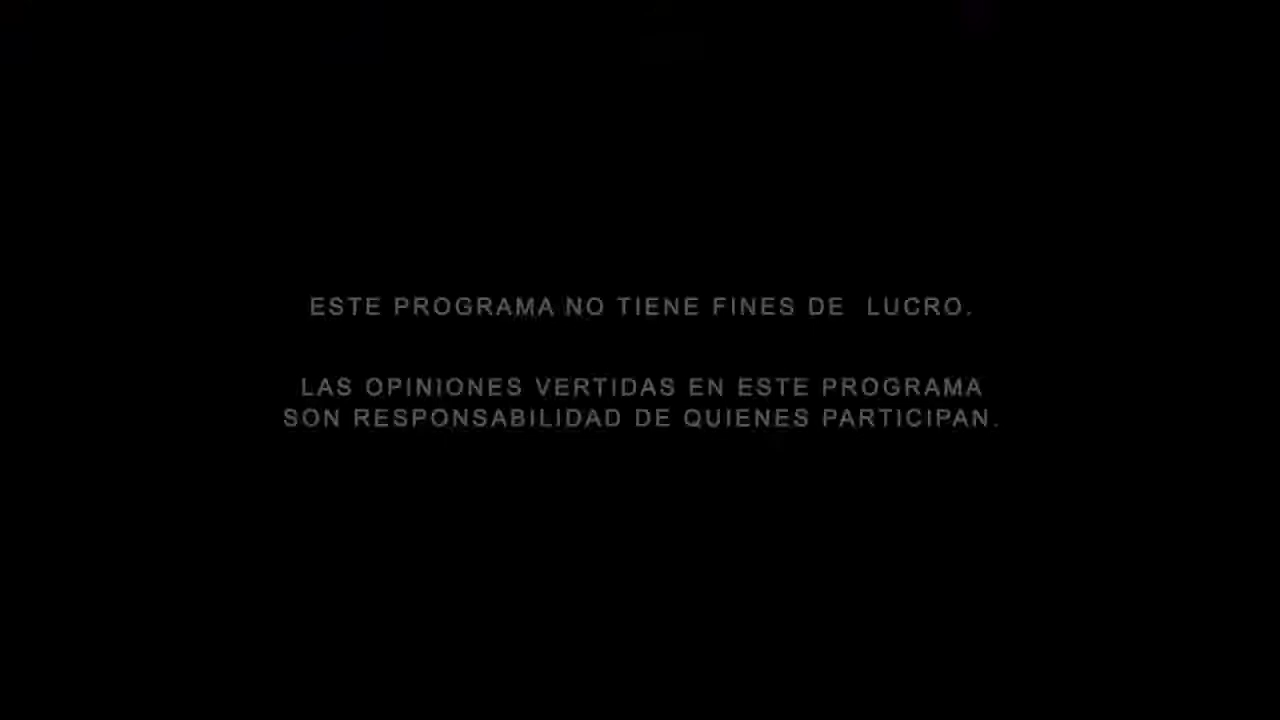 ESTE PROGRAMA NO TIENE FINES DE LUCRO.
LAS OPINIONES VERTIDAS EN ESTE PROGRAMA
SON RESPONSABILIDAD DE QUIENES PARTICIPAN.